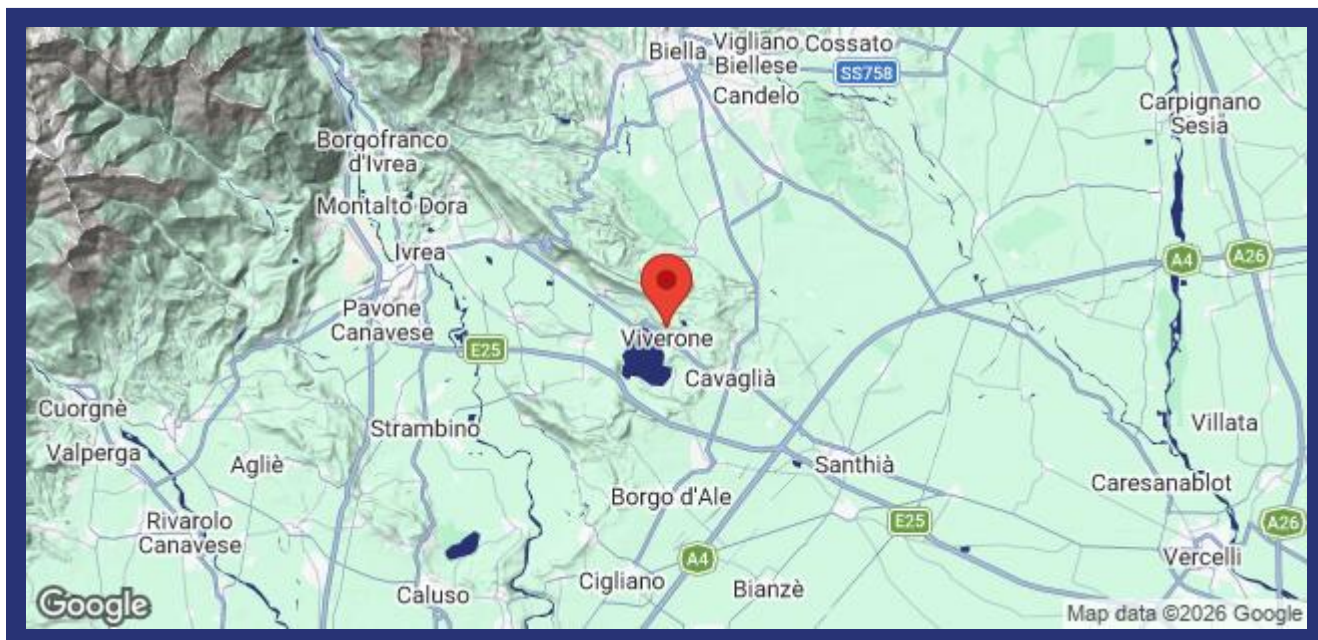 Biella
Vigliano
Biellese
Cossato
SS758
Candelo
Carpignano
Sesia
Borgofranco
d'Ivrea
Montalto Dora
Ivrea
A4
A26
Pavone
Canavese
E25
Viverone
Cavaglià
Cuorgnè
Strambino
Villata
Valperga
Agliè
Santhià
Caresanablot
Borgo d'Ale
Rivarolo
Canavese
E25
A26
A4
Vercelli
Cigliano
Bianzè
Caluso
Google
Map data ©2026 Google